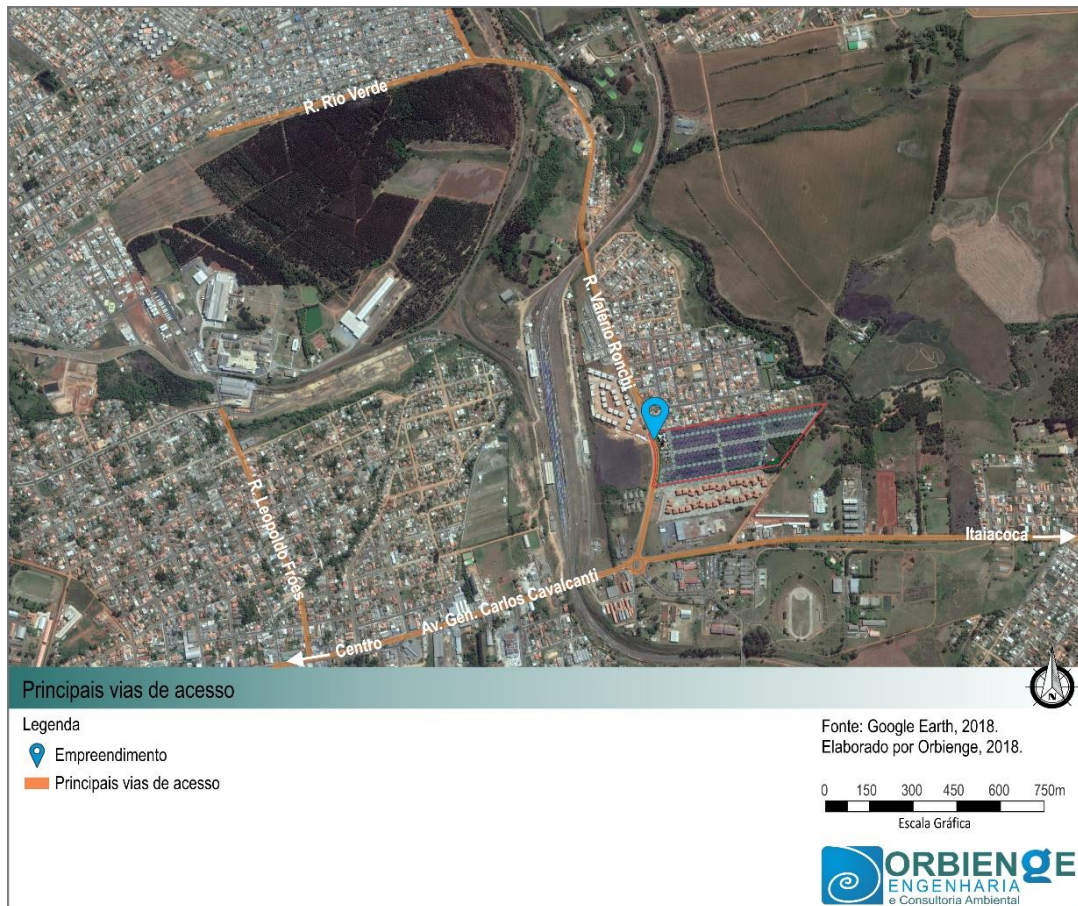 R. Rio Verde
R. Valério Ronchi
R. Leopoldo Fróes
Itaiacoca
Av. Gen. Carlos Cavalcanti
Centro
Principais vias de acesso
N
Legenda
Empreendimento
Principais vias de acesso
Fonte: Google Earth, 2018.
Elaborado por Orbienge, 2018.
0 150 300 450 600 750m
Escala Gráfica
ORBIENGE
ENGENHARIA
e Consultoria Ambiental